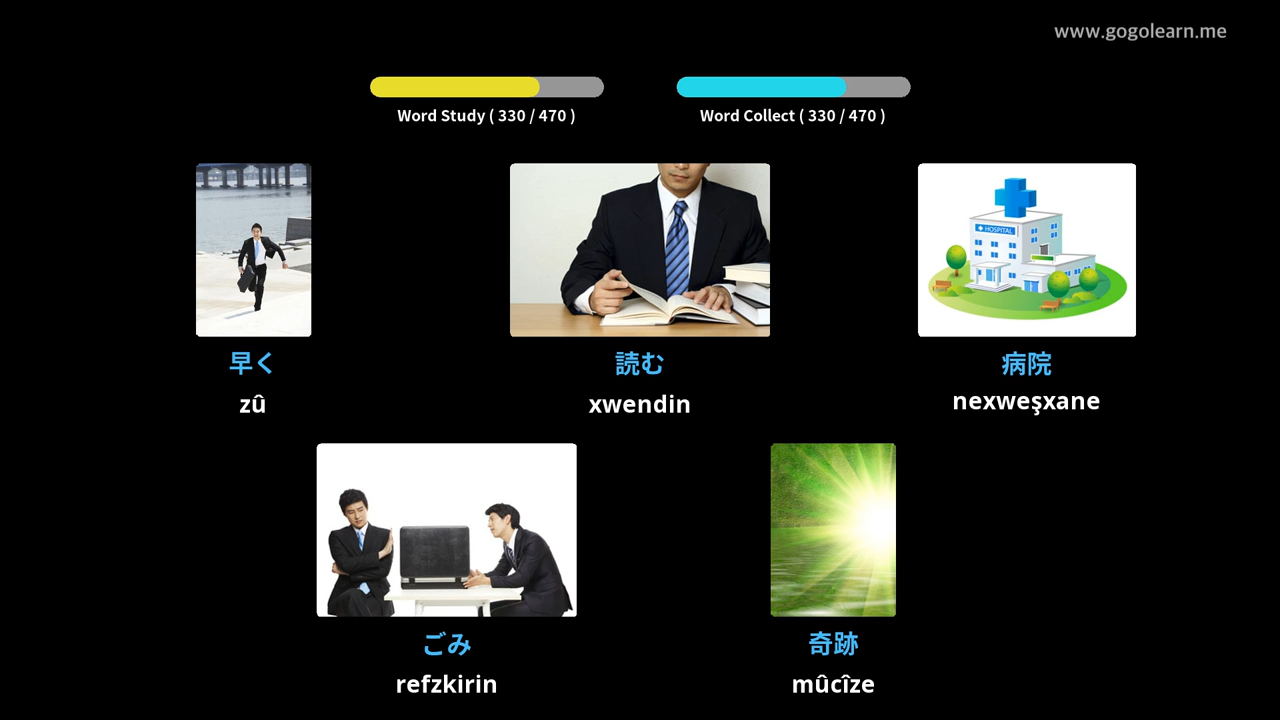 www.gogolearn.me
Word Study ( 330 / 470 )
Word Collect ( 330 / 470 )
HOSPITAL
早く
zû
読む
xwendin
病院
nexweşxane
ごみ
refzkirin
奇跡
mûcîze